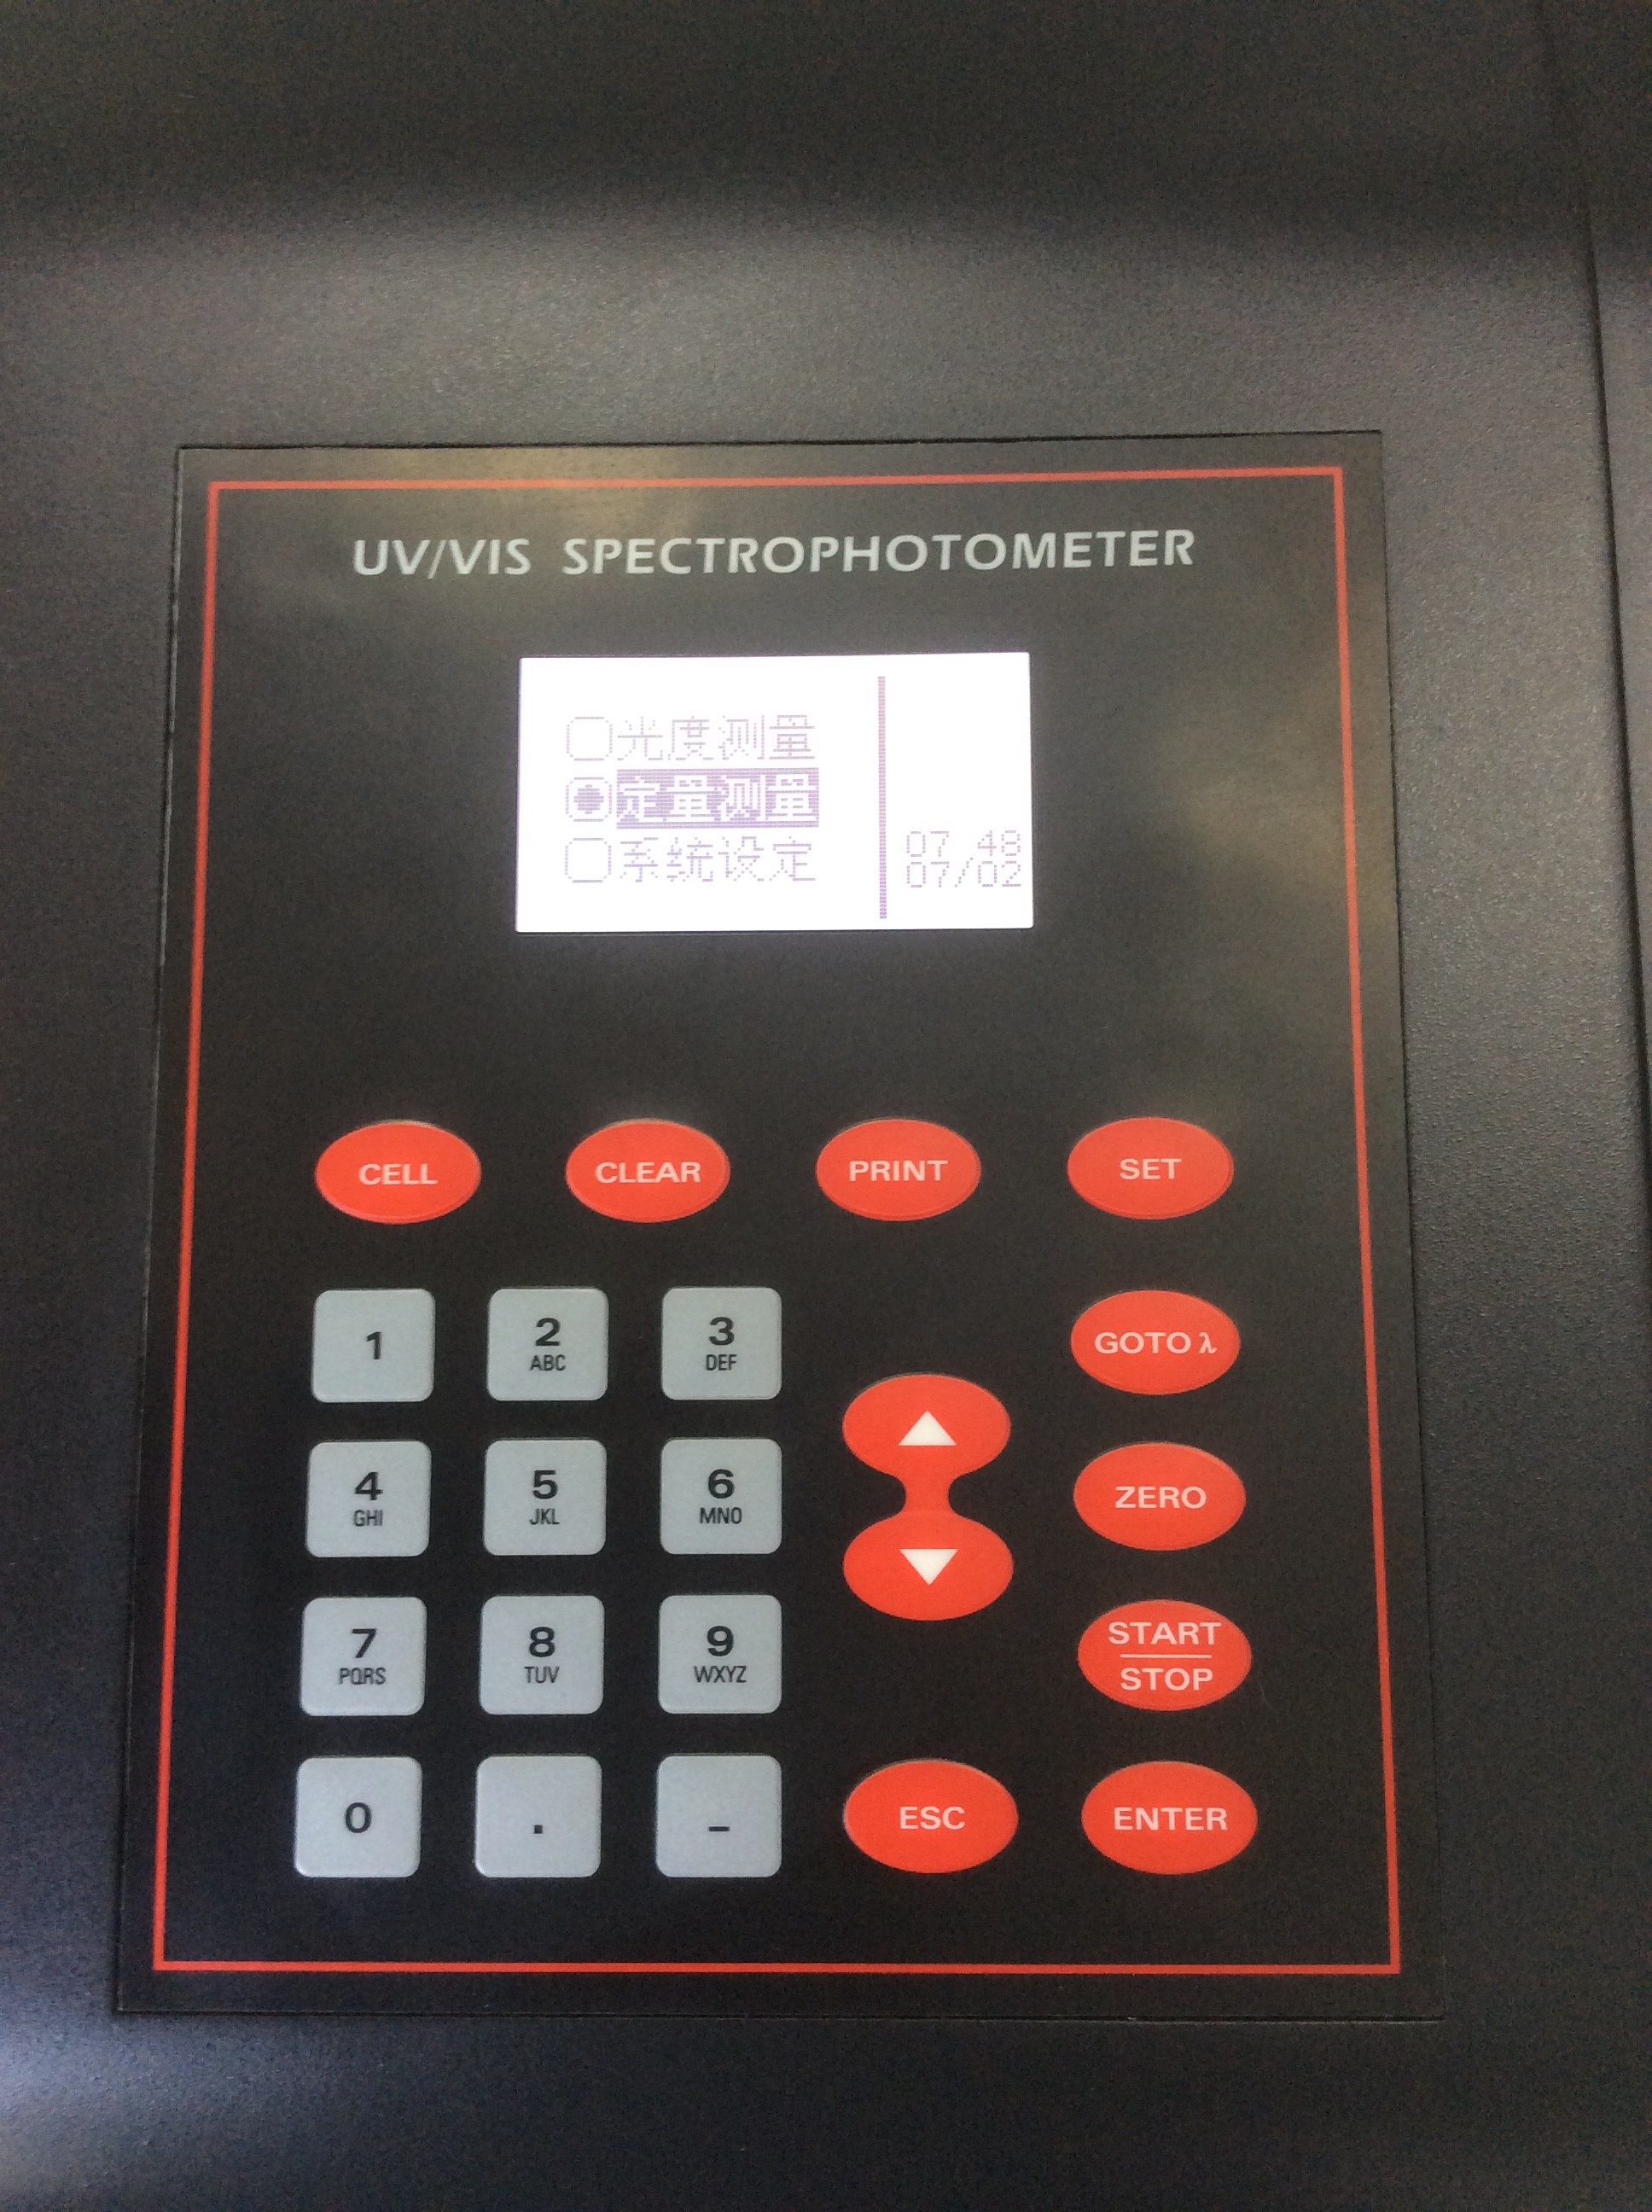 UV/VIS SPECTROPHOTOMETER
光度测量
定量测量
系统设定
07 48
07/02
CELL
CLEAR
PRINT
SET
1
2
ABC
3
DEF
GOTO λ
4
GHI
5
JKL
6
MNO
ZERO
7
PQRS
8
TUV
9
WXYZ
START
STOP
0
.
-
ESC
ENTER